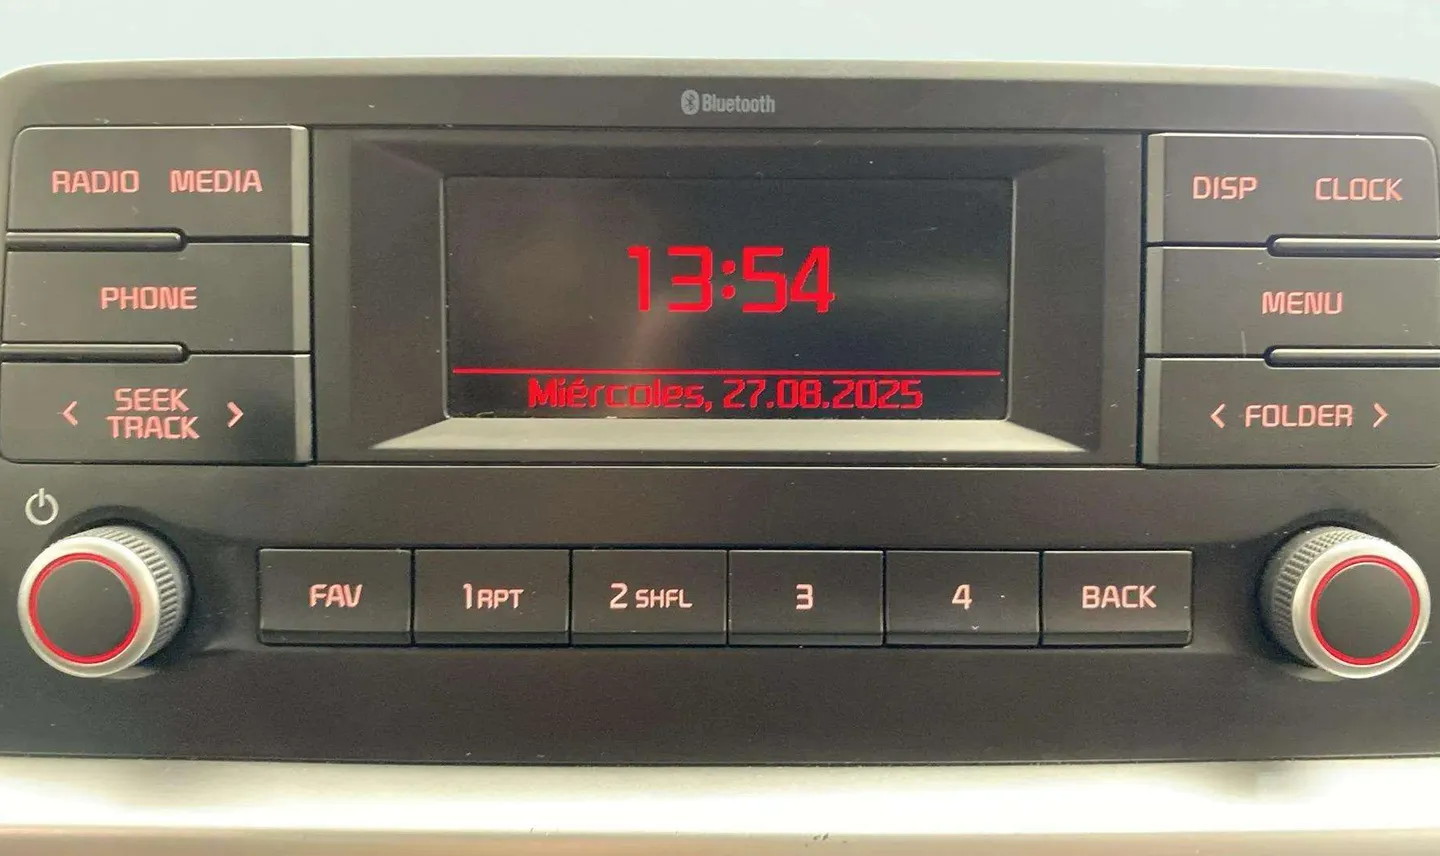 Bluetooth
RADIO MEDIA
DISP CLOCK
13:54
PHONE
MENU
Miércoles, 27.08.2025
< SEEK TRACK >
< FOLDER >
FAV 1 RPT 2 SHFL 3 4 BACK